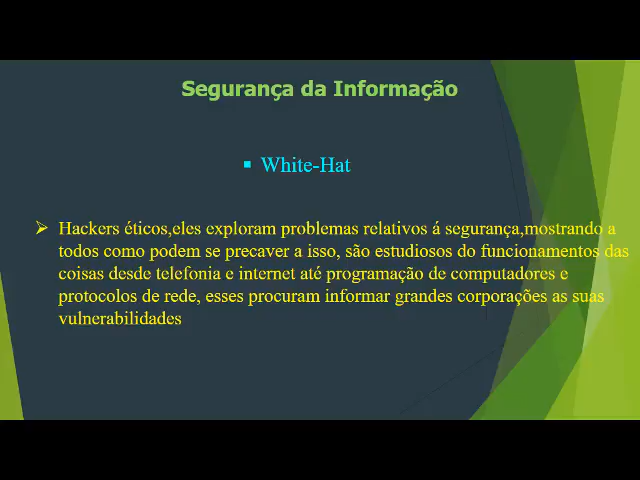 Segurança da Informação
White-Hat
Hackers éticos,eles exploram problemas relativos á segurança,mostrando a
todos como podem se precaver a isso, são estudiosos do funcionamentos das
coisas desde telefonia e internet até programação de computadores e
protocolos de rede, esses procuram informar grandes corporações as suas
vulnerabilidades